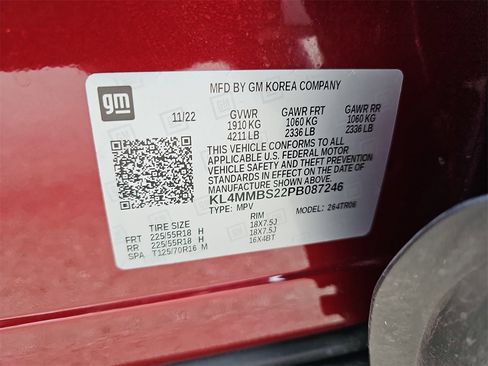 gm
MFD BY GM KOREA COMPANY
11/22 GVWR GAWR FRT GAWR RR
1910 KG 1060 KG 1060 KG
4211 LB 2336 LB 2336 LB
THIS VEHICLE CONFORMS TO ALL
APPLICABLE U.S. FEDERAL MOTOR
VEHICLE SAFETY AND THEFT PREVENTION
STANDARDS IN EFFECT ON THE DATE OF
MANUFACTURE SHOWN ABOVE.
KL4MMBS22PB087246
TYPE: MPV MODEL: 264TR06
TIRE SIZE RIM
FRT 225/55R18 H 18X7.5J
RR 225/55R18 H 18X7.5J
SPA T125/70R16 M 16X4BT